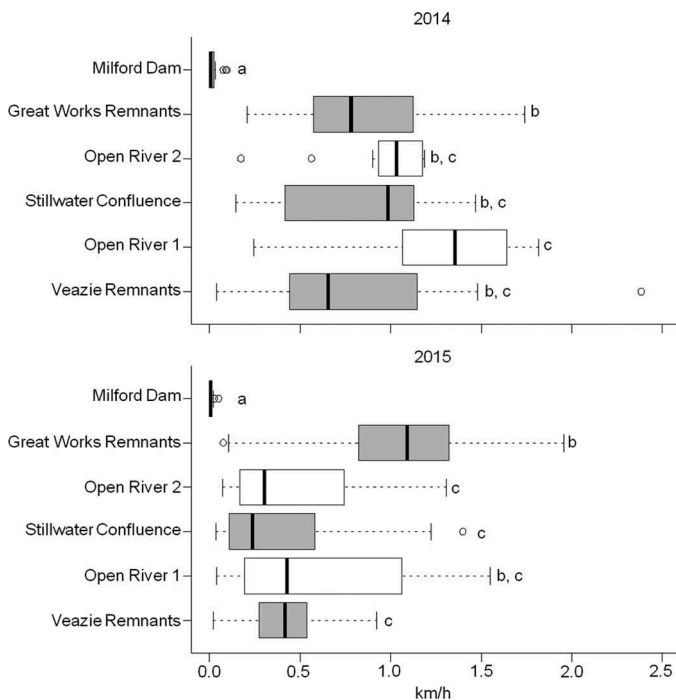 2014
Milford Dam a
Great Works Remnants b
Open River 2 b, c
Stillwater Confluence b, c
Open River 1 c
Veazie Remnants b, c
2015
Milford Dam a
Great Works Remnants b
Open River 2 c
Stillwater Confluence c
Open River 1 b, c
Veazie Remnants c
0.0 0.5 1.0 1.5 2.0 2.5
km/h